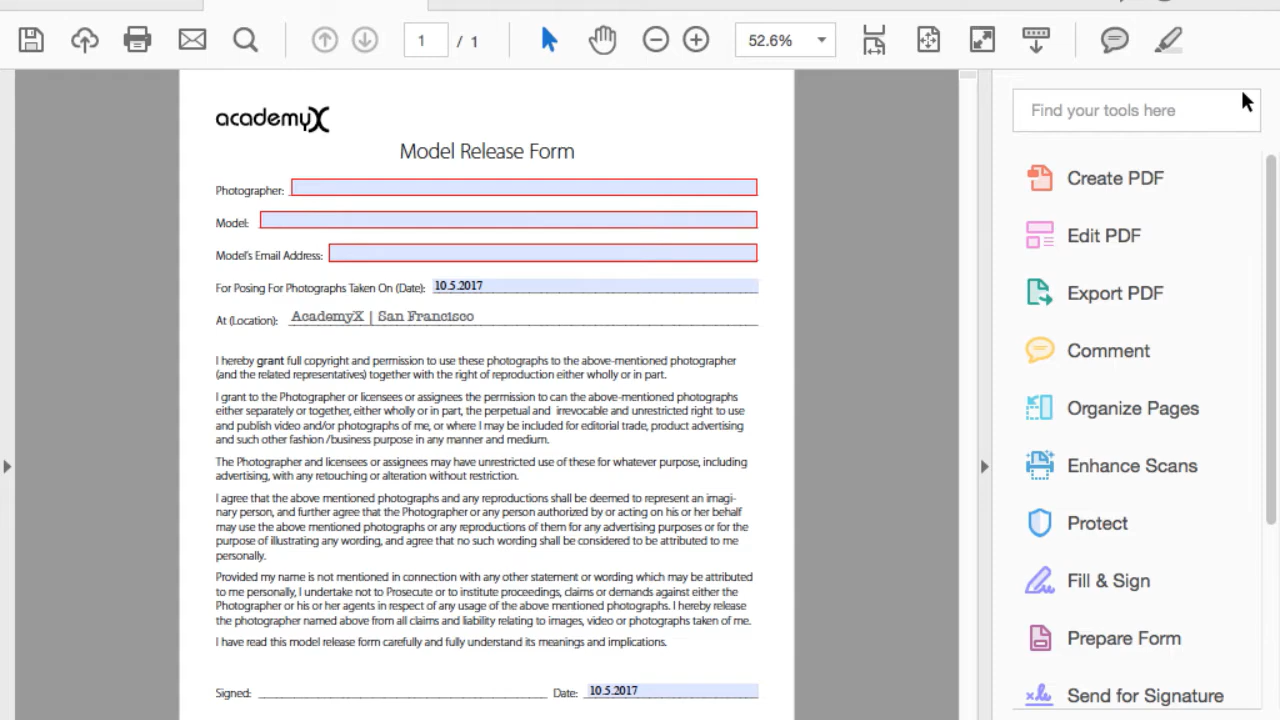 1 / 1
52.6%
academyX
Model Release Form
Photographer:
Model:
Model's Email Address:
For Posing For Photographs Taken On (Date): 10.5.2017
At (Location): AcademyX | San Francisco
I hereby grant full copyright and permission to use these photographs to the above-mentioned photographer
(and the related representatives) together with the right of reproduction either wholly or in part.
I grant to the Photographer or licensees or assignees the permission to can the above-mentioned photographs
either separately or together, either wholly or in part, the perpetual and irrevocable and unrestricted right to use
and publish video and/or photographs of me, or where I may be included for editorial trade, product advertising
and such other fashion /business purpose in any manner and medium.
The Photographer and licensees or assignees may have unrestricted use of these for whatever purpose, including
advertising, with any retouching or alteration without restriction.
I agree that the above mentioned photographs and any reproductions shall be deemed to represent an imagi-
nary person, and further agree that the Photographer or any person authorized by or acting on his or her behalf
may use the above mentioned photographs or any reproductions of them for any advertising purposes or for the
purpose of illustrating any wording, and agree that no such wording shall be considered to be attributed to me
personally.
Provided my name is not mentioned in connection with any other statement or wording which may be attributed
to me personally, I undertake not to Prosecute or to institute proceedings, claims or demands against either the
Photographer or his or her agents in respect of any usage of the above mentioned photographs. I hereby release
the photographer named above from all claims and liability relating to images, video or photographs taken of me.
I have read this model release form carefully and fully understand its meanings and implications.
Signed: Date: 10.5.2017
Find your tools here
Create PDF
Edit PDF
Export PDF
Comment
Organize Pages
Enhance Scans
Protect
Fill & Sign
Prepare Form
Send for Signature